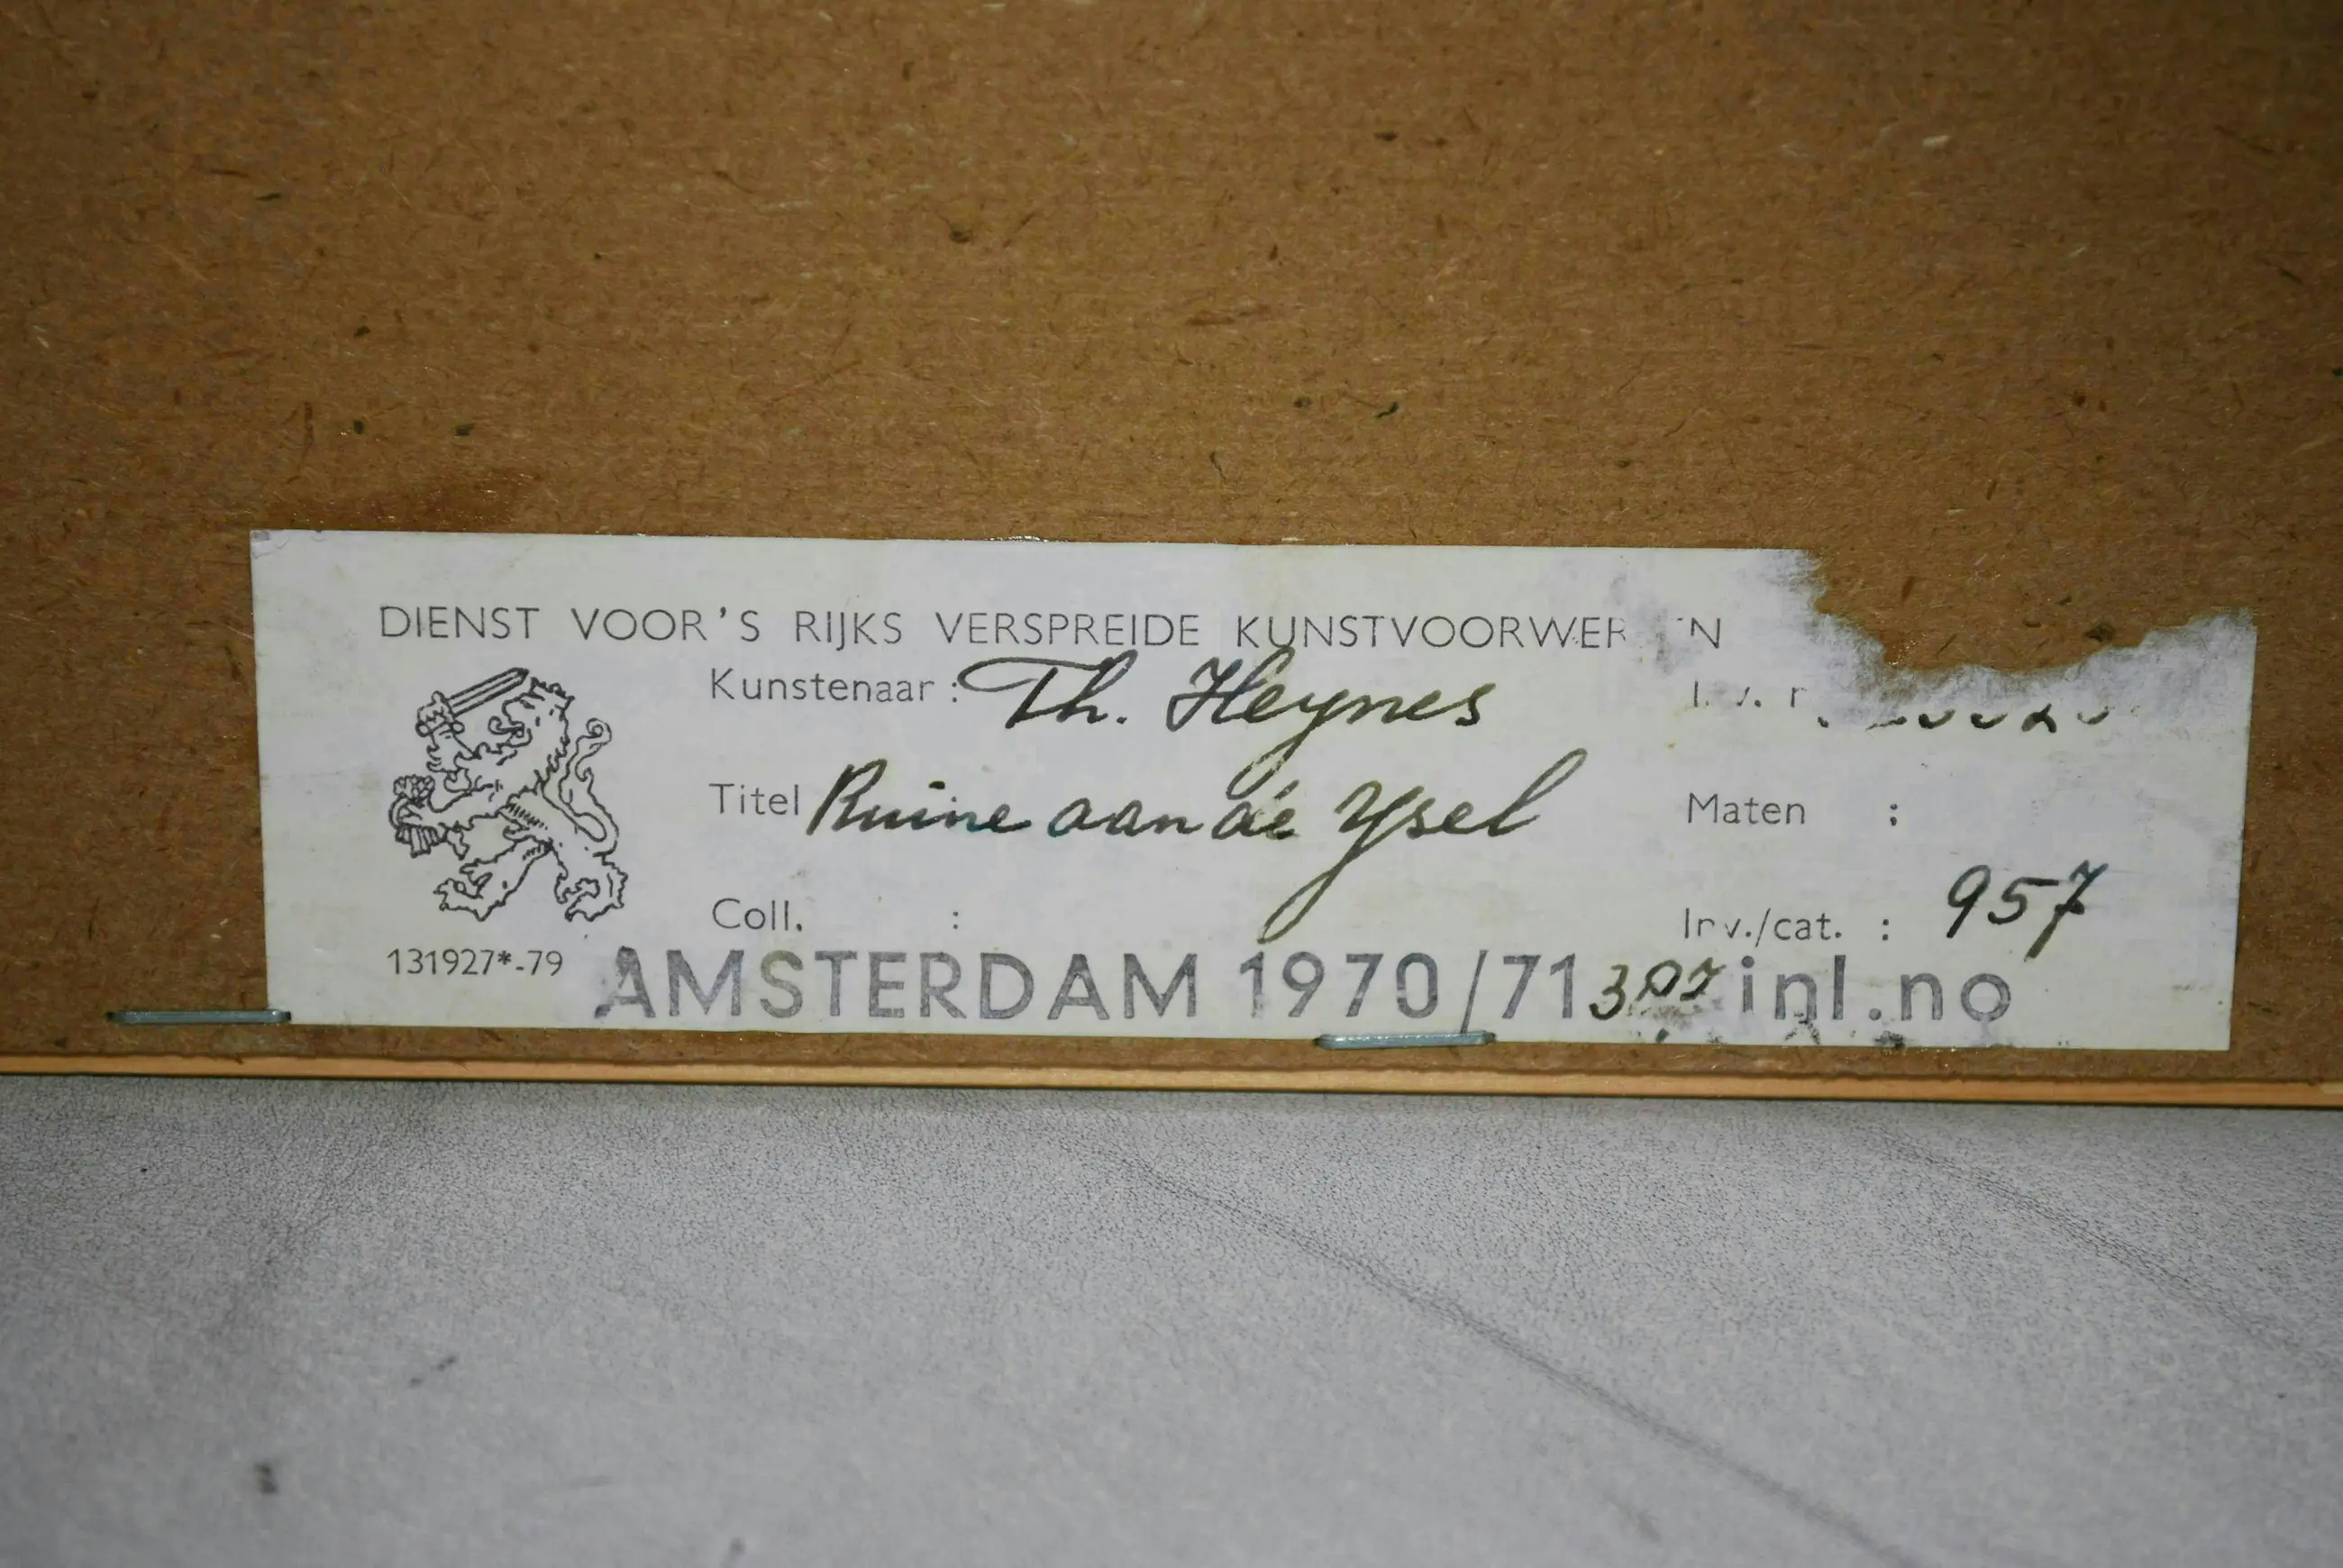 DIENST VOOR'S RIJKS VERSPREIDE
Kunstenaar : Th. Heynes
Titel Ruine aan de Ysel Maten :
Coll. : Inv./cat. : 957
131927*-79 AMSTERDAM 1970/71 inl.no